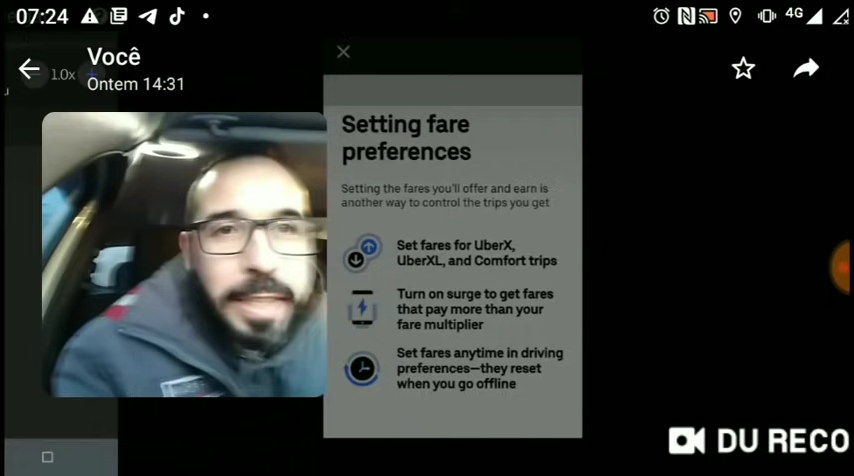 07:24
4G
Você
Ontem 14:31
1.0x
Setting fare
preferences
Setting the fares you'll offer and earn is
another way to control the trips you get
Set fares for UberX,
UberXL, and Comfort trips
Turn on surge to get fares
that pay more than your
fare multiplier
Set fares anytime in driving
preferences—they reset
when you go offline
DU RECO